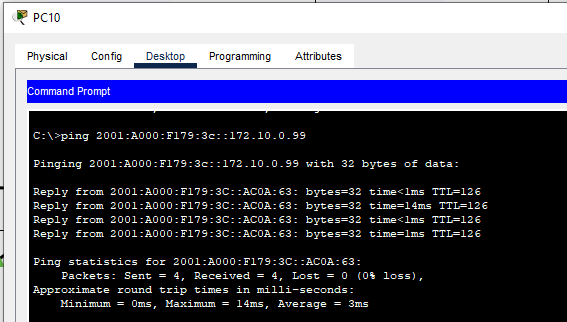 PC10
Physical Config Desktop Programming Attributes
Command Prompt
C:\>ping 2001:A000:F179:3c::172.10.0.99
Pinging 2001:A000:F179:3c::172.10.0.99 with 32 bytes of data:
Reply from 2001:A000:F179:3C::AC0A:63: bytes=32 time<1ms TTL=126
Reply from 2001:A000:F179:3C::AC0A:63: bytes=32 time=14ms TTL=126
Reply from 2001:A000:F179:3C::AC0A:63: bytes=32 time<1ms TTL=126
Reply from 2001:A000:F179:3C::AC0A:63: bytes=32 time=1ms TTL=126
Ping statistics for 2001:A000:F179:3C::AC0A:63:
Packets: Sent = 4, Received = 4, Lost = 0 (0% loss),
Approximate round trip times in milli-seconds:
Minimum = 0ms, Maximum = 14ms, Average = 3ms